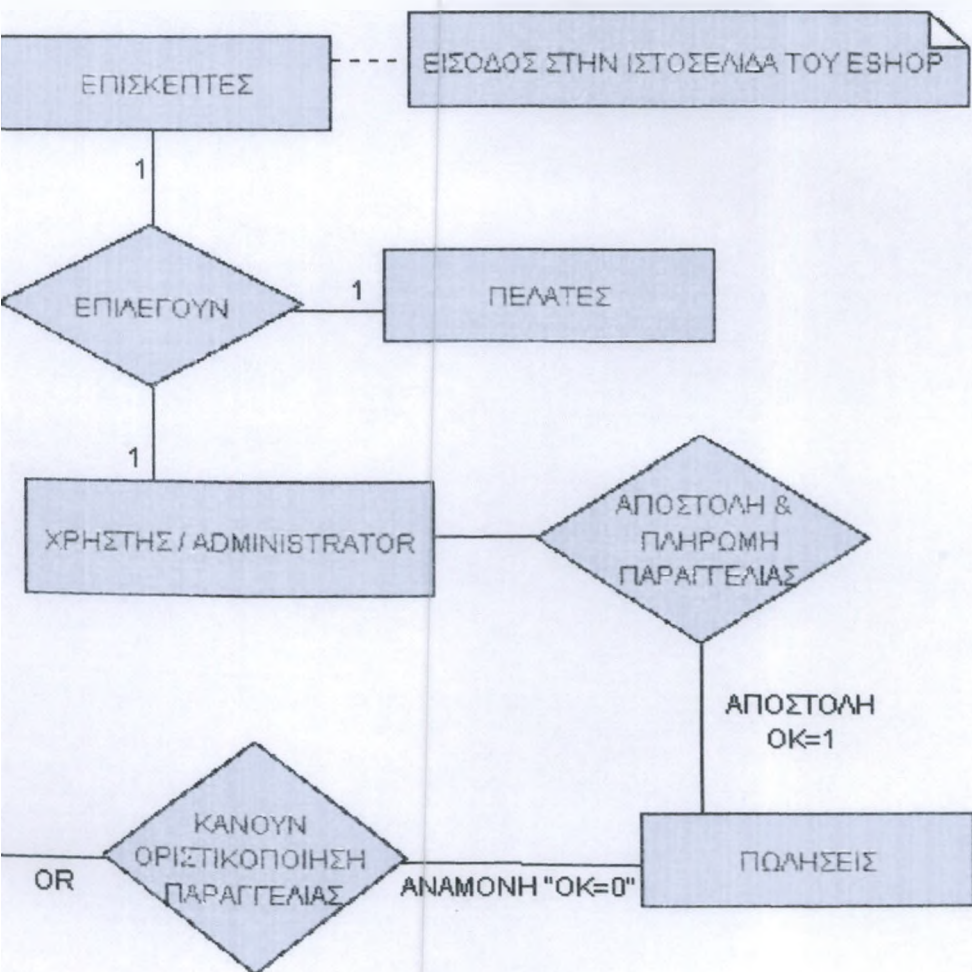 ΕΠΙΣΚΕΠΤΕΣ
ΕΙΣΟΔΟΣ ΣΤΗΝ ΙΣΤΟΣΕΛΙΔΑ ΤΟΥ ESHOP
1
ΕΠΙΛΕΓΟΥΝ
1
ΠΕΛΑΤΕΣ
1
ΧΡΗΣΤΗΣ / ADMINISTRATOR
ΑΠΟΣΤΟΛΗ &
ΠΛΗΡΩΜΗ
ΠΑΡΑΓΓΕΛΙΑΣ
ΑΠΟΣΤΟΛΗ
OK=1
ΚΑΝΟΥΝ
ΟΡΙΣΤΙΚΟΠΟΙΗΣΗ
ΠΑΡΑΓΓΕΛΙΑΣ
OR
ΑΝΑΜΟΝΗ "OK=0"
ΠΩΛΗΣΕΙΣ